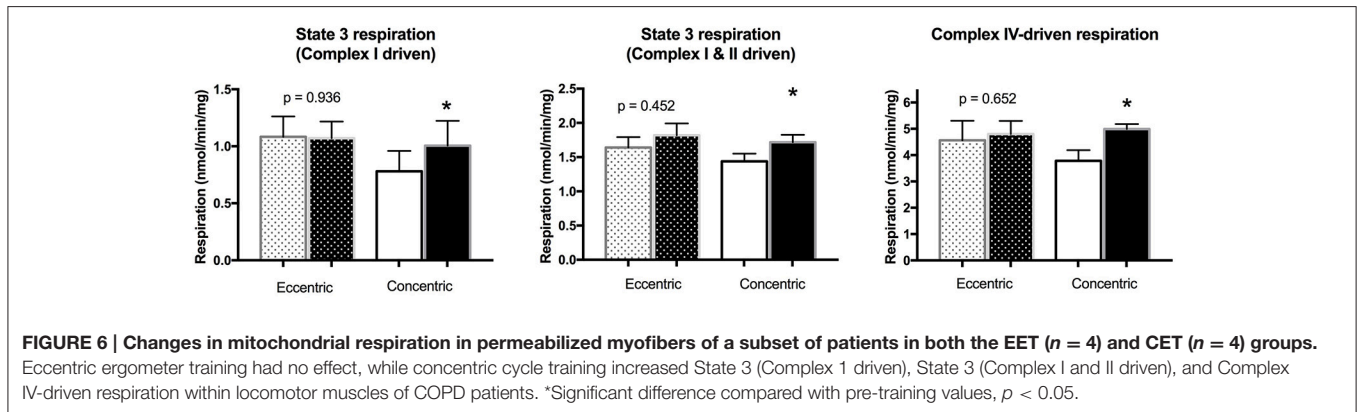 State 3 respiration
(Complex I driven)
Respiration (nmol/min/mg)
1.5
1.0
0.5
0.0
p = 0.936
*
Eccentric
Concentric
State 3 respiration
(Complex I & II driven)
Respiration (nmol/min/mg)
2.5
2.0
1.5
1.0
0.5
0.0
p = 0.452
*
Eccentric
Concentric
Complex IV-driven respiration
Respiration (nmol/min/mg)
6
5
4
3
2
1
0
p = 0.652
*
Eccentric
Concentric
FIGURE 6 | Changes in mitochondrial respiration in permeabilized myofibers of a subset of patients in both the EET (n = 4) and CET (n = 4) groups.
Eccentric ergometer training had no effect, while concentric cycle training increased State 3 (Complex 1 driven), State 3 (Complex I and II driven), and Complex
IV-driven respiration within locomotor muscles of COPD patients. *Significant difference compared with pre-training values, p < 0.05.